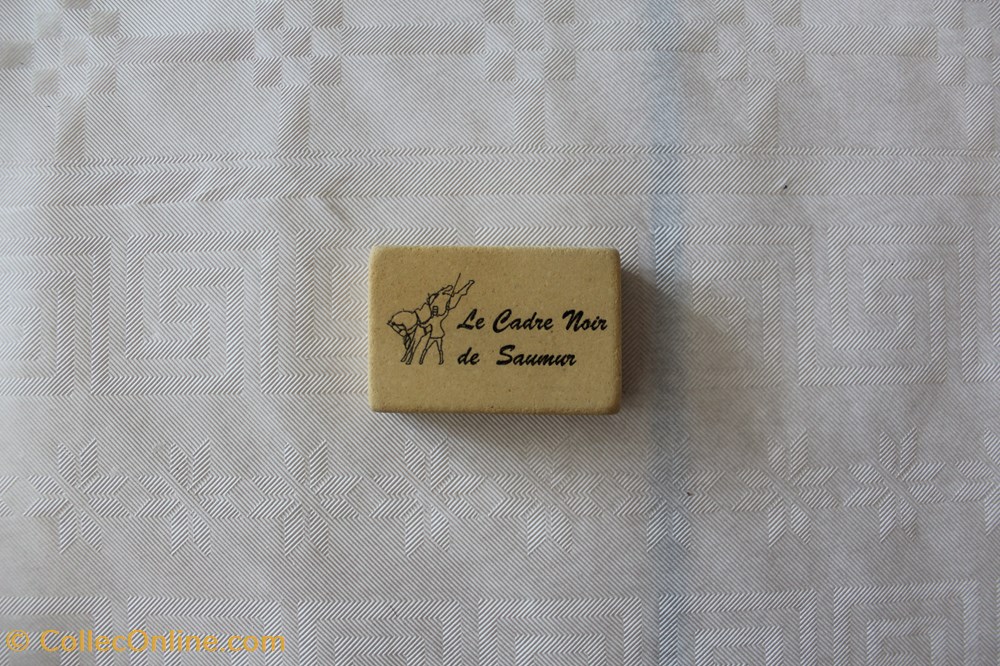 Le Cadre Noir
de Saumur
© CollecOnline.com